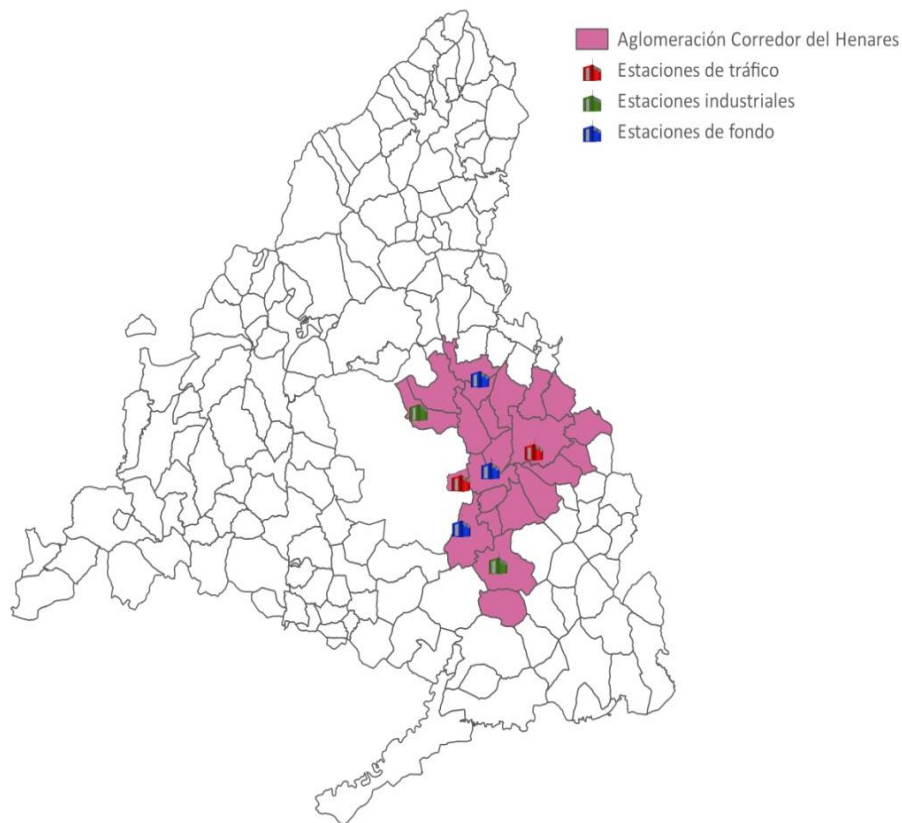 Aglomeración Corredor del Henares
Estaciones de tráfico
Estaciones industriales
Estaciones de fondo